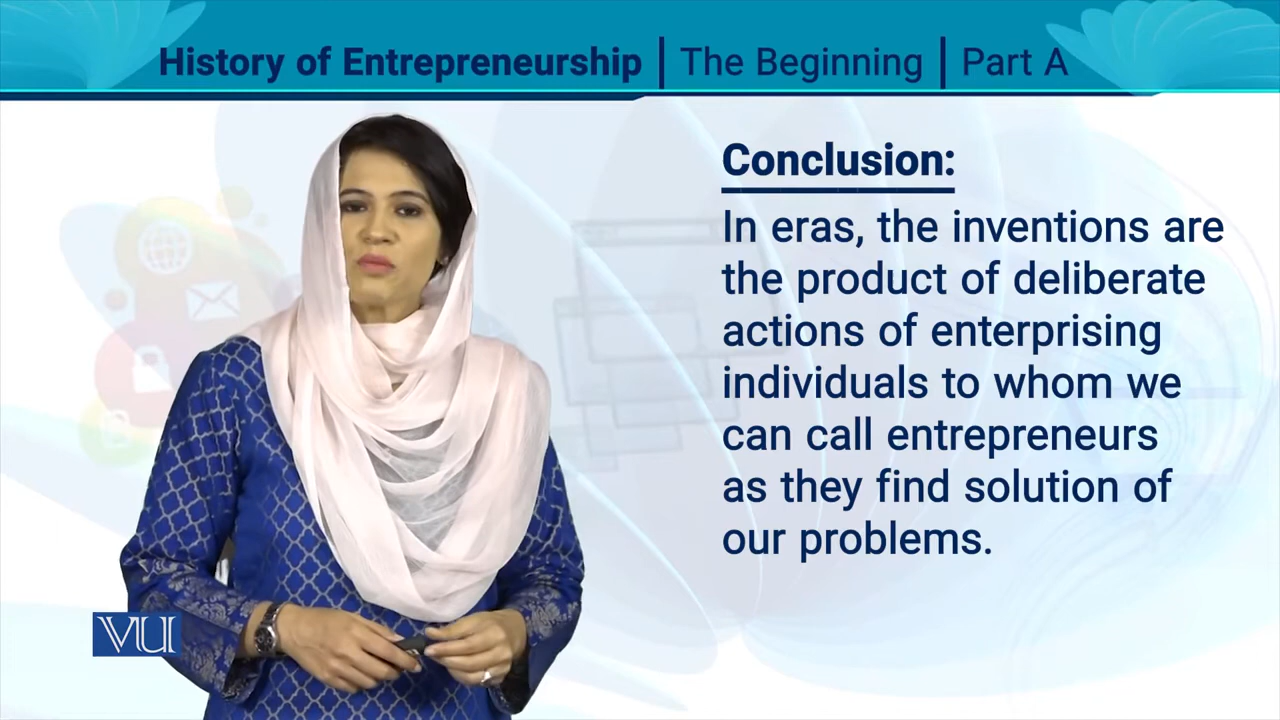 History of Entrepreneurship | The Beginning | Part A
Conclusion:
In eras, the inventions are
the product of deliberate
actions of enterprising
individuals to whom we
can call entrepreneurs
as they find solution of
our problems.
VU